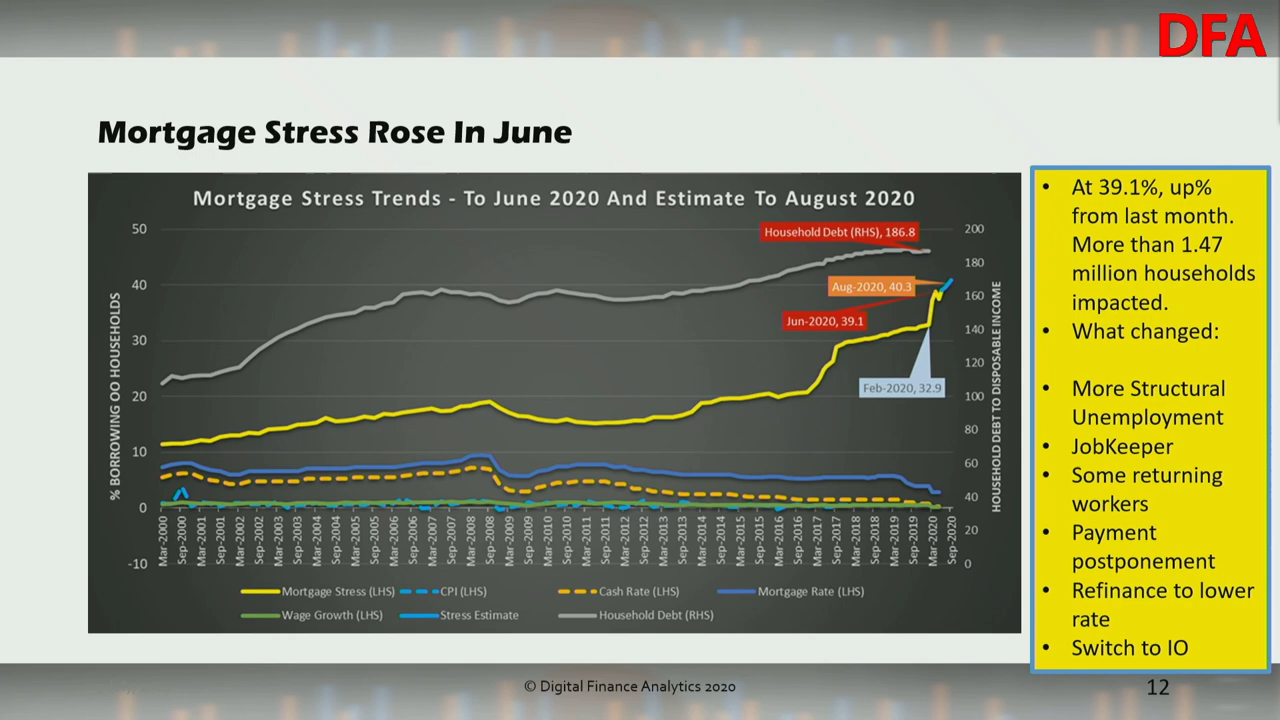 DFA
Mortgage Stress Rose In June
Mortgage Stress Trends - To June 2020 And Estimate To August 2020
% BORROWING OO HOUSEHOLDS
50
40
30
20
10
0
-10
Household Debt (RHS), 186.8
Aug-2020, 40.3
Jun-2020, 39.1
Feb-2020, 32.9
200
180
160
140
120
100
80
60
40
20
0
HOUSEHOLD DEBT TO DISPOSABLE INCOME
Mar-2000
Sep-2000
Mar-2001
Sep-2001
Mar-2002
Sep-2002
Mar-2003
Sep-2003
Mar-2004
Sep-2004
Mar-2005
Sep-2005
Mar-2006
Sep-2006
Mar-2007
Sep-2007
Mar-2008
Sep-2008
Mar-2009
Sep-2009
Mar-2010
Sep-2010
Mar-2011
Sep-2011
Mar-2012
Sep-2012
Mar-2013
Sep-2013
Mar-2014
Sep-2014
Mar-2015
Sep-2015
Mar-2016
Sep-2016
Mar-2017
Sep-2017
Mar-2018
Sep-2018
Mar-2019
Sep-2019
Mar-2020
Sep-2020
Mortgage Stress (LHS)
CPI (LHS)
Cash Rate (LHS)
Mortgage Rate (LHS)
Wage Growth (LHS)
Stress Estimate
Household Debt (RHS)
• At 39.1%, up%
from last month.
More than 1.47
million households
impacted.
• What changed:
• More Structural
Unemployment
• JobKeeper
• Some returning
workers
• Payment
postponement
• Refinance to lower
rate
• Switch to IO
© Digital Finance Analytics 2020
12